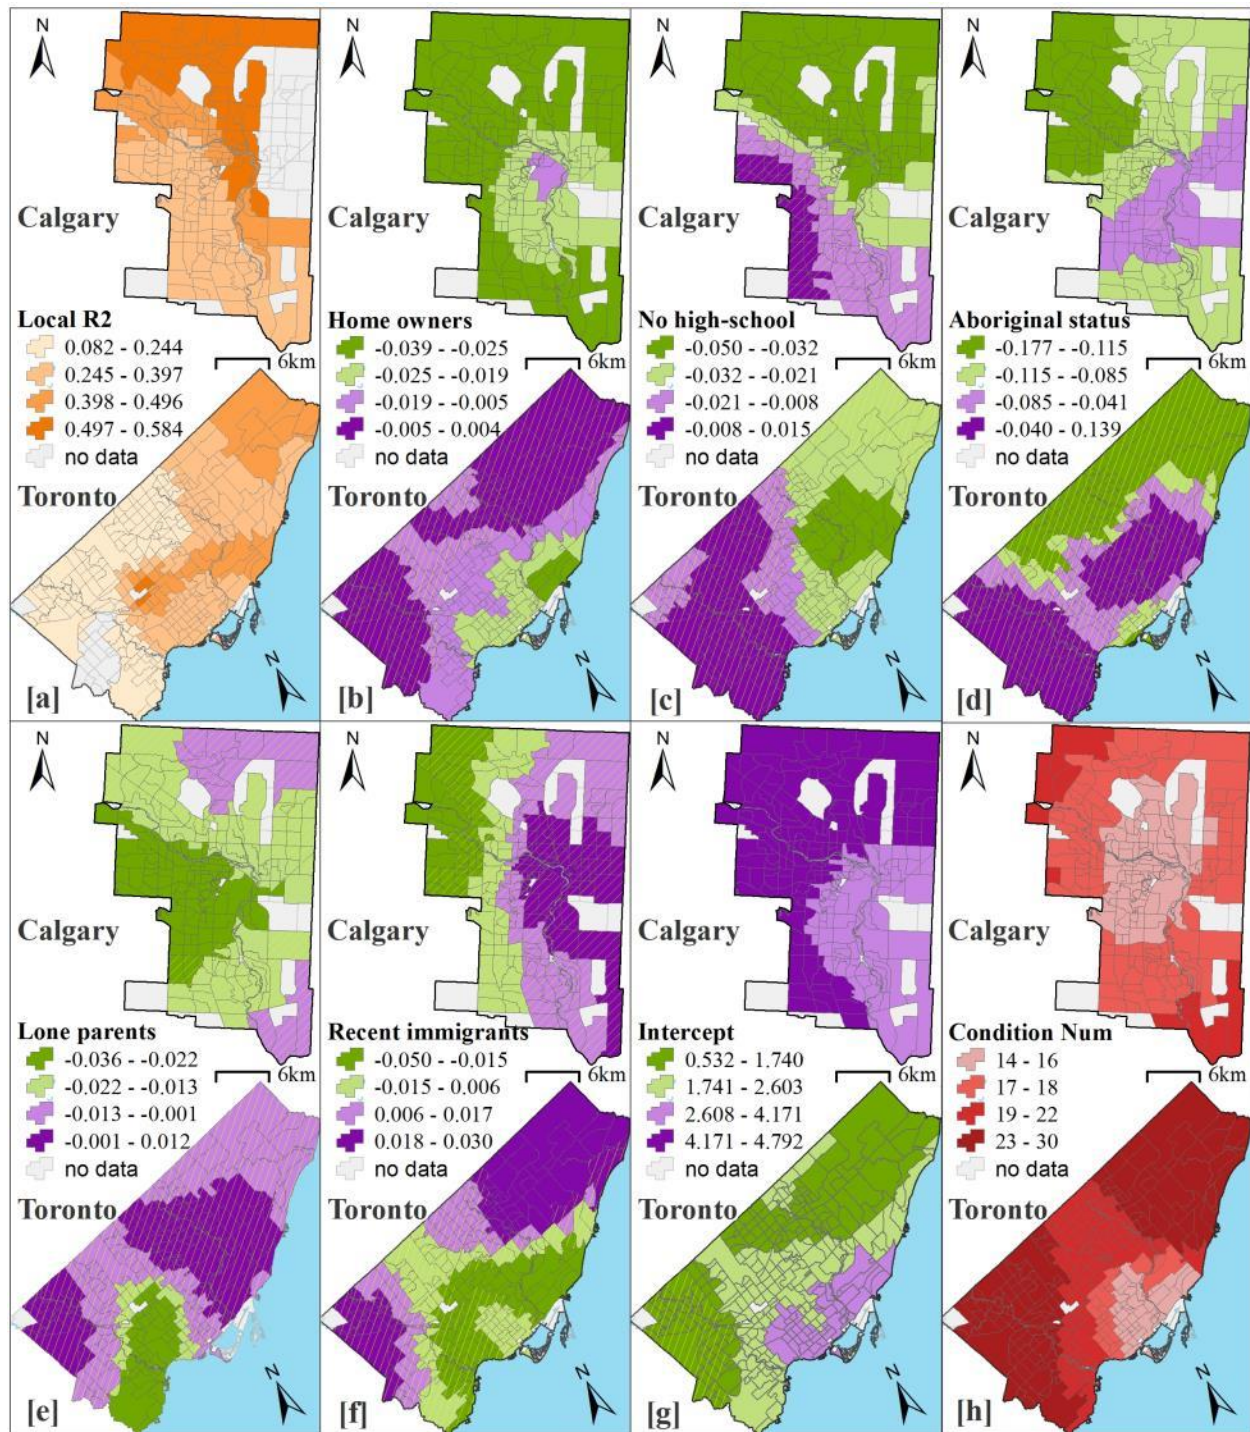 N
Calgary
Local R2
0.082 - 0.244
0.245 - 0.397
0.398 - 0.496
0.497 - 0.584
no data
6km
Toronto
N
[a]
N
Calgary
Home owners
-0.039 - -0.025
-0.025 - -0.019
-0.019 - -0.005
-0.005 - 0.004
no data
6km
Toronto
N
[b]
N
Calgary
No high-school
-0.050 - -0.032
-0.032 - -0.021
-0.021 - -0.008
-0.008 - 0.015
no data
6km
Toronto
N
[c]
N
Calgary
Aboriginal status
-0.177 - -0.115
-0.115 - -0.085
-0.085 - -0.041
-0.040 - 0.139
no data
6km
Toronto
N
[d]
N
Calgary
Lone parents
-0.036 - -0.022
-0.022 - -0.013
-0.013 - -0.001
-0.001 - 0.012
no data
6km
Toronto
N
[e]
N
Calgary
Recent immigrants
-0.050 - -0.015
-0.015 - 0.006
0.006 - 0.017
0.018 - 0.030
no data
6km
Toronto
N
[f]
N
Calgary
Intercept
0.532 - 1.740
1.741 - 2.603
2.608 - 4.171
4.171 - 4.792
no data
6km
Toronto
N
[g]
N
Calgary
Condition Num
14 - 16
17 - 18
19 - 22
23 - 30
no data
6km
Toronto
N
[h]